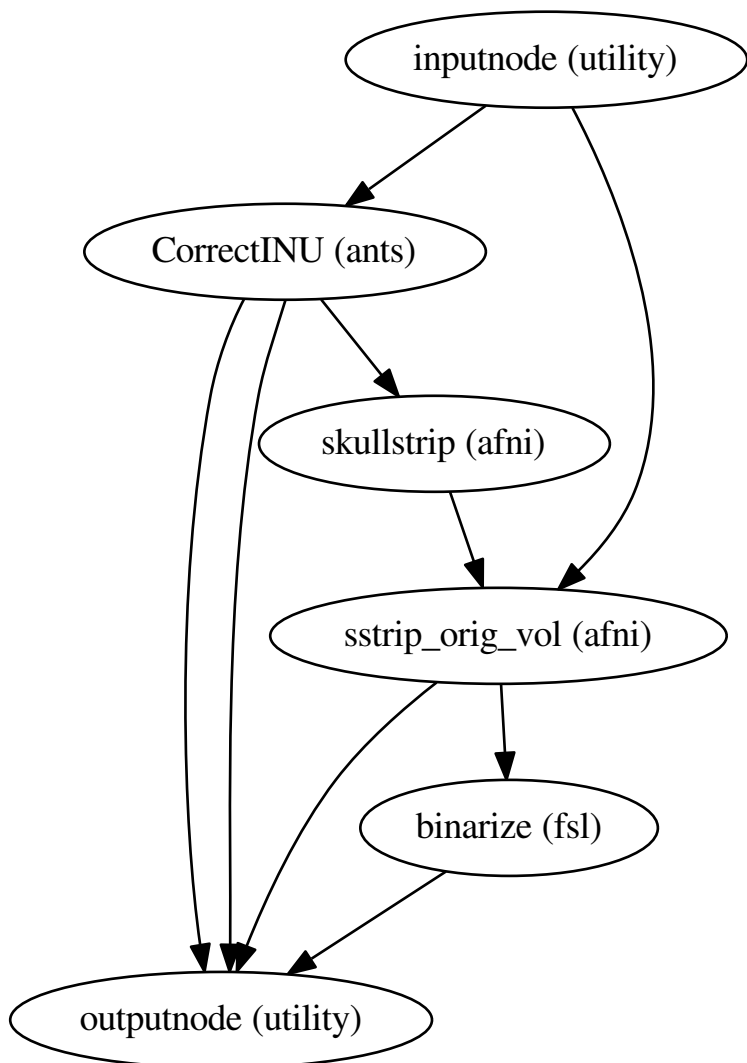 inputnode (utility)
CorrectINU (ants)
skullstrip (afni)
sstrip_orig_vol (afni)
binarize (fsl)
outputnode (utility)